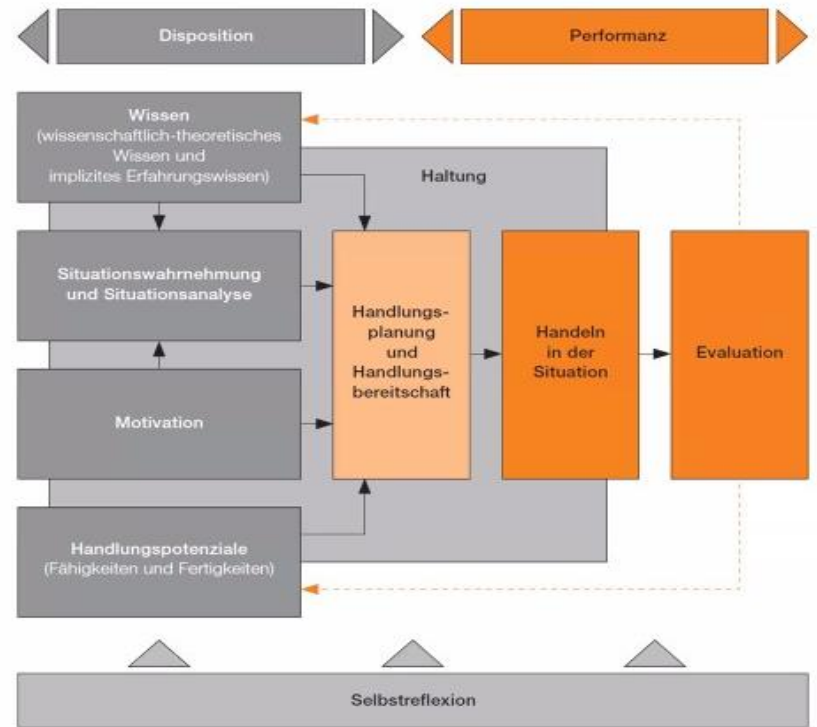 Disposition
Performanz
Wissen
(wissenschaftlich-theoretisches
Wissen und
implizites Erfahrungswissen)
Haltung
Situationswahrnehmung
und Situationsanalyse
Motivation
Handlungspotenziale
(Fähigkeiten und Fertigkeiten)
Handlungs-
planung
und
Handlungs-
bereitschaft
Handeln
in der
Situation
Evaluation
Selbstreflexion